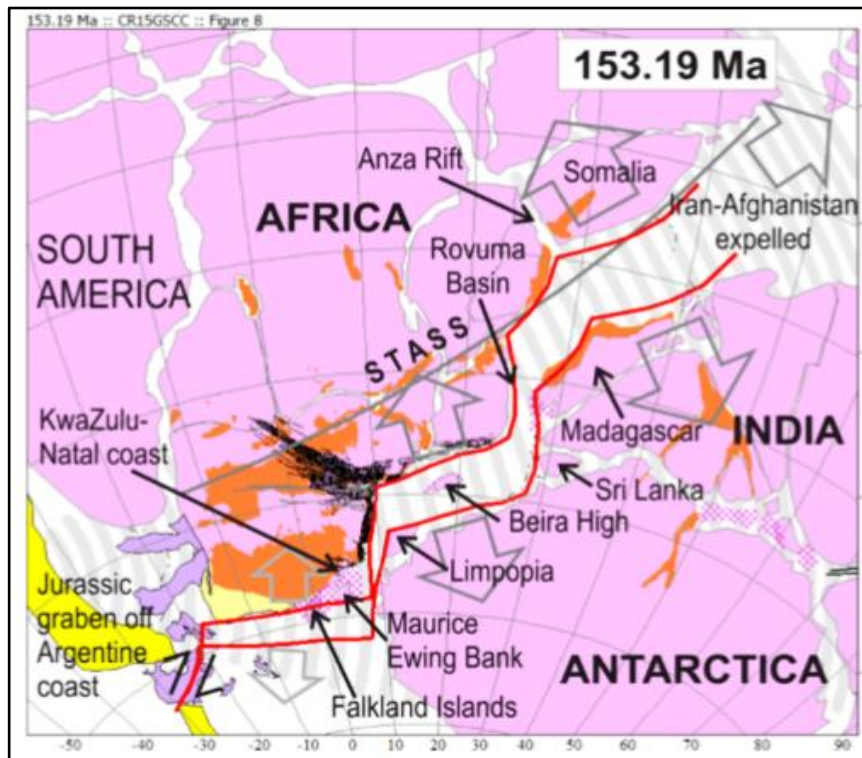 153.19 Ma :: CR15GSCC :: Figure 8
153.19 Ma
Anza Rift
Somalia
AFRICA
Iran-Afghanistan
expelled
SOUTH
AMERICA
Rovuma
Basin
STASS
KwaZulu-
Natal coast
Madagascar
INDIA
Sri Lanka
Beira High
Limpopia
Jurassic
graben off
Argentine
coast
Maurice
Ewing Bank
ANTARCTICA
Falkland Islands
-50 -40 -30 -20 -10 0 10 20 30 40 50 60 70 80 90